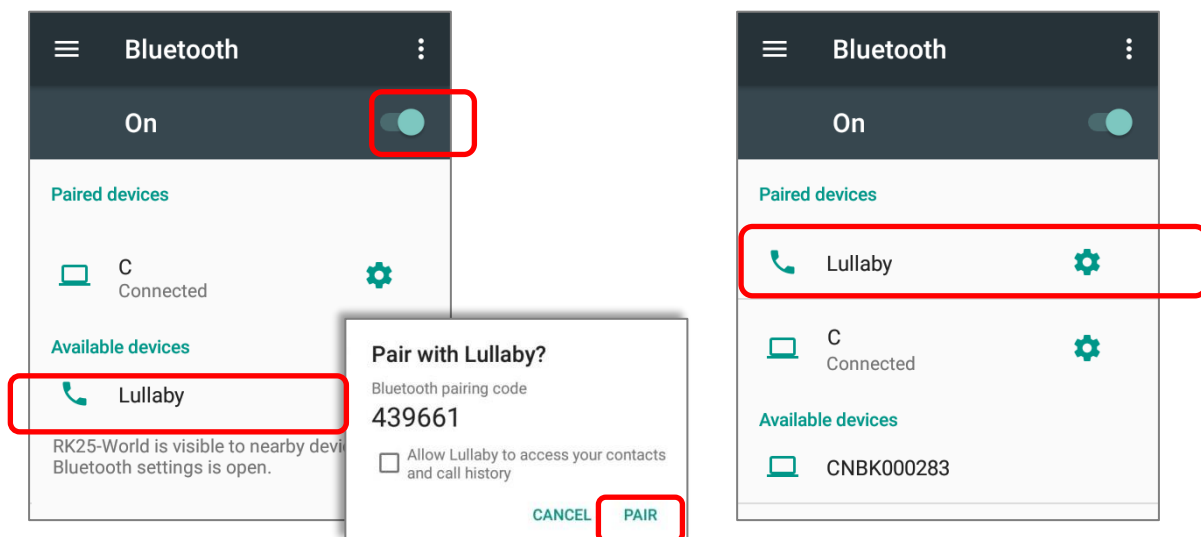 Bluetooth
On
Paired devices
C
Connected
Available devices
Lullaby
RK25-World is visible to nearby
Bluetooth settings is open.
Pair with Lullaby?
Bluetooth pairing code
439661
Allow Lullaby to access your contacts
and call history
CANCEL PAIR
Bluetooth
On
Paired devices
Lullaby
C
Connected
Available devices
CNBK000283